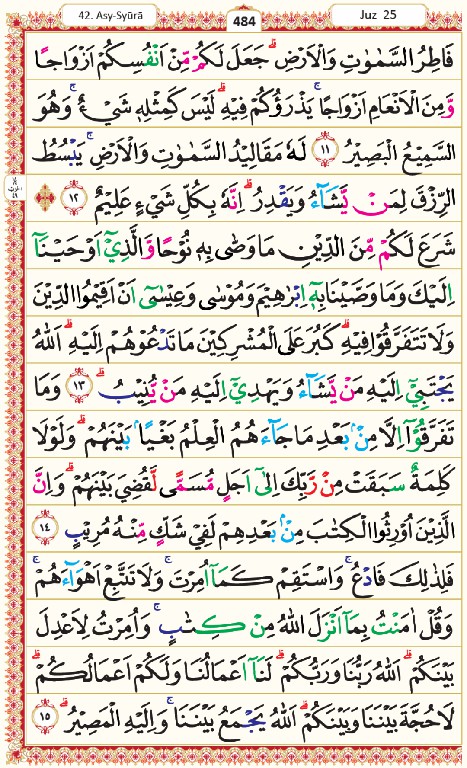 42. Asy-Syūrā
484
Juz 25
فَاطِرُ السَّمٰوٰتِ وَالْاَرْضِۗ جَعَلَ لَكُمْ مِّنْ اَنْفُسِكُمْ اَزْوَاجًا
وَّمِنَ الْاَنْعَامِ اَزْوَاجًاۚ يَذْرَؤُكُمْ فِيْهِۗ لَيْسَ كَمِثْلِهٖ شَيْءٌۚ وَهُوَ
السَّمِيْعُ الْبَصِيْرُ ١١ لَهٗ مَقَالِيْدُ السَّمٰوٰتِ وَالْاَرْضِۚ يَبْسُطُ
الرِّزْقَ لِمَنْ يَّشَاۤءُ وَيَقْدِرُۗ اِنَّهٗ بِكُلِّ شَيْءٍ عَلِيْمٌ ١٢
شَرَعَ لَكُمْ مِّنَ الدِّيْنِ مَا وَصّٰى بِهٖ نُوْحًا وَّالَّذِيْٓ اَوْحَيْنَآ
اِلَيْكَ وَمَا وَصَّيْنَا بِهٖٓ اِبْرٰهِيْمَ وَمُوْسٰى وَعِيْسٰٓى اَنْ اَقِيْمُوا الدِّيْنَ
وَلَا تَتَفَرَّقُوْا فِيْهِۗ كَبُرَ عَلَى الْمُشْرِكِيْنَ مَا تَدْعُوْهُمْ اِلَيْهِۗ اَللّٰهُ
يَجْتَبِيْٓ اِلَيْهِ مَنْ يَّشَاۤءُ وَيَهْدِيْٓ اِلَيْهِ مَنْ يُّنِيْبُۗ ١٣ وَمَا
تَفَرَّقُوْٓا اِلَّا مِنْۢ بَعْدِ مَا جَاۤءَهُمُ الْعِلْمُ بَغْيًاۢ بَيْنَهُمْۗ وَلَوْلَا
كَلِمَةٌ سَبَقَتْ مِنْ رَّبِّكَ اِلٰٓى اَجَلٍ مُّسَمًّى لَّقُضِيَ بَيْنَهُمْۗ وَاِنَّ
الَّذِيْنَ اُوْرِثُوا الْكِتٰبَ مِنْۢ بَعْدِهِمْ لَفِيْ شَكٍّ مِّنْهُ مُرِيْبٍ ١٤
فَلِذٰلِكَ فَادْعُۚ وَاسْتَقِمْ كَمَآ اُمِرْتَۚ وَلَا تَتَّبِعْ اَهْوَاۤءَهُمْۚ
وَقُلْ اٰمَنْتُ بِمَآ اَنْزَلَ اللّٰهُ مِنْ كِتٰبٍۚ وَاُمِرْتُ لِاَعْدِلَ
بَيْنَكُمْۗ اَللّٰهُ رَبُّنَا وَرَبُّكُمْۗ لَنَآ اَعْمَالُنَا وَلَكُمْ اَعْمَالُكُمْۗ
لَا حُجَّةَ بَيْنَنَا وَبَيْنَكُمْۗ اَللّٰهُ يَجْمَعُ بَيْنَنَاۚ وَاِلَيْهِ الْمَصِيْرُۗ ١٥